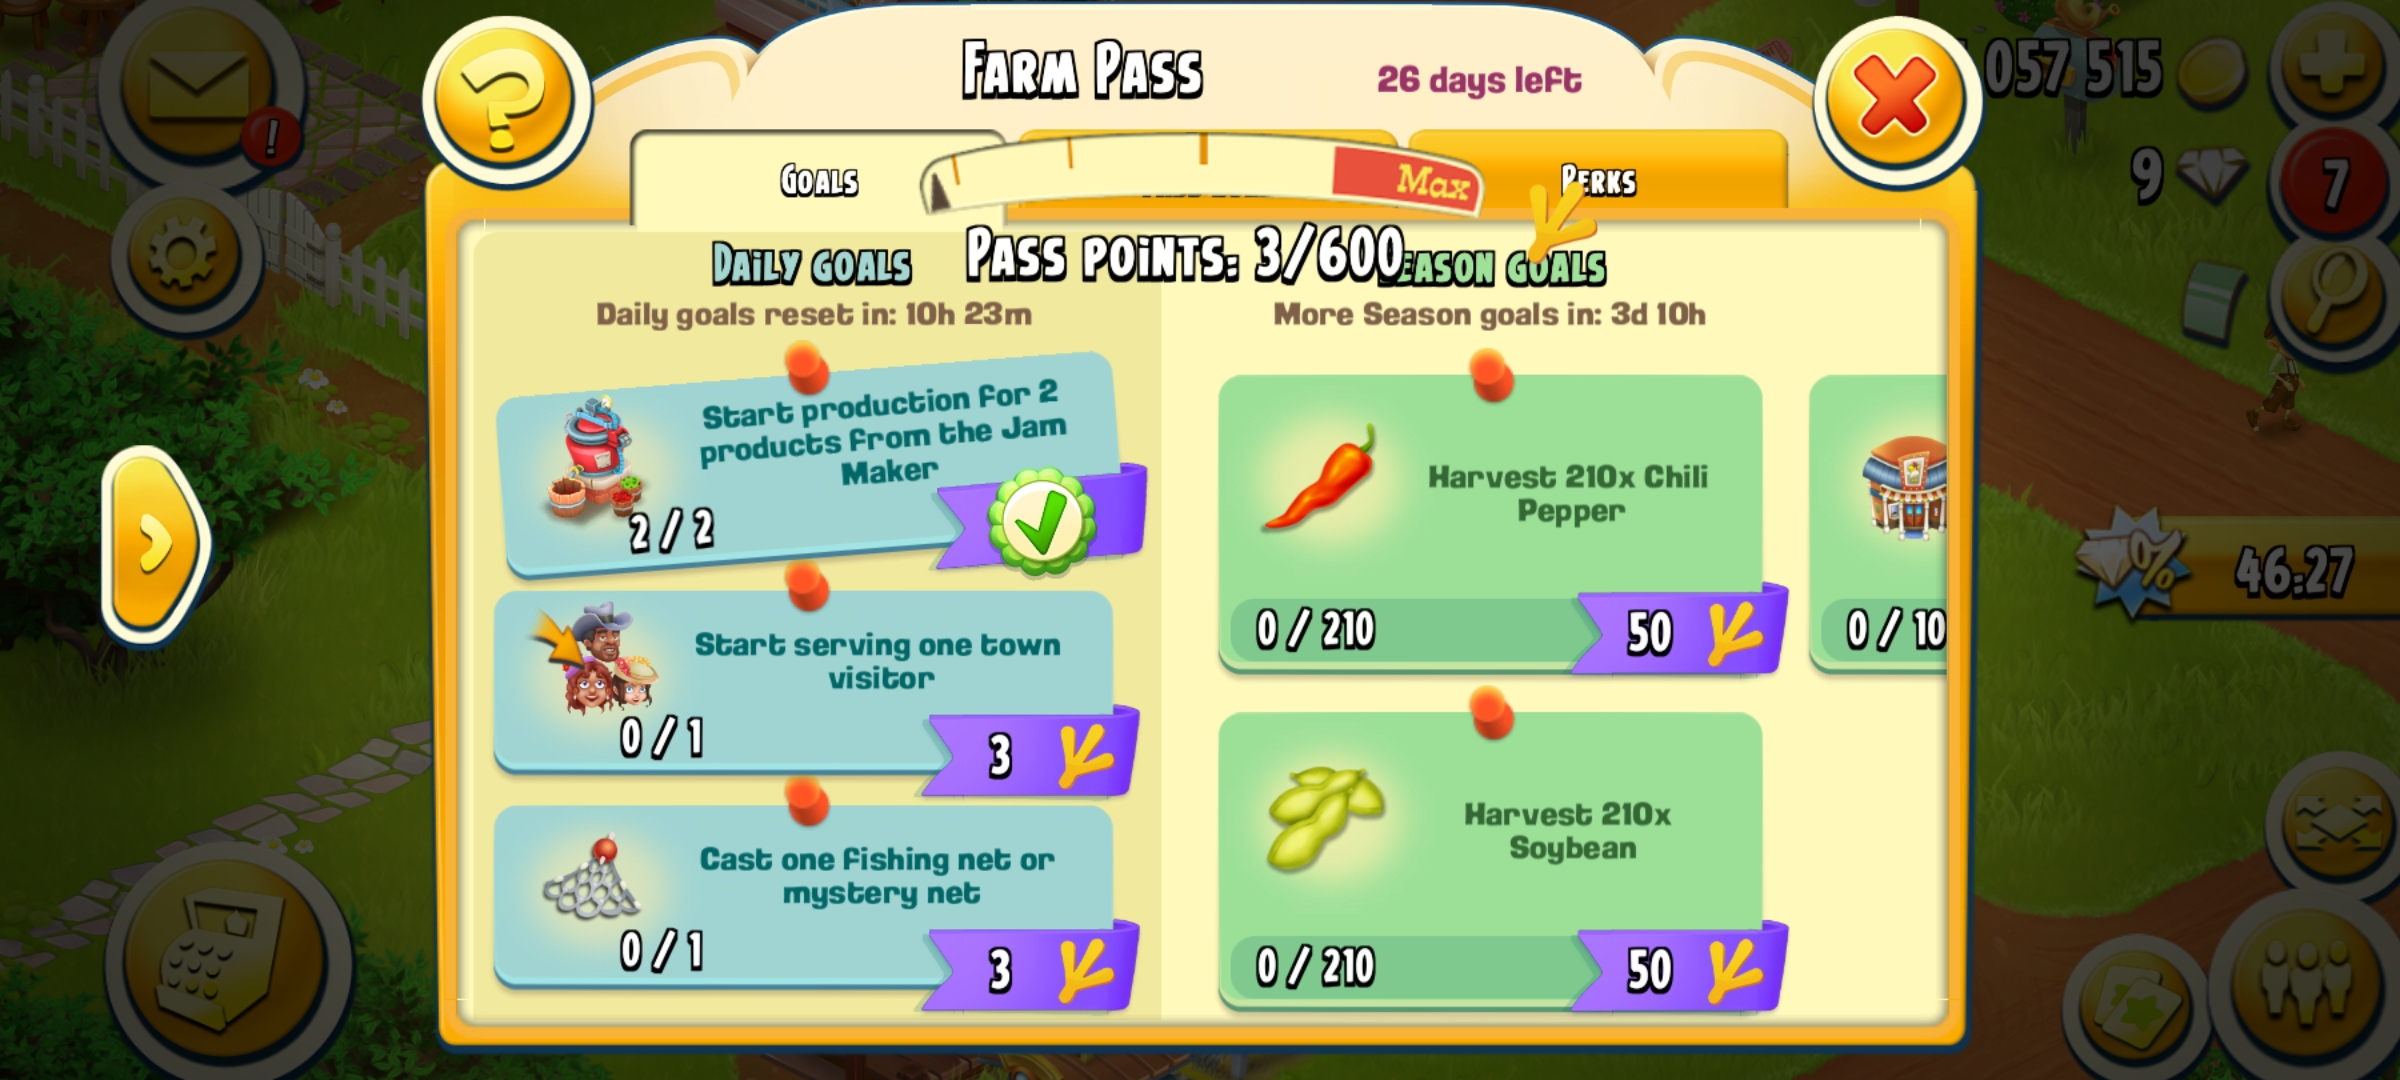 FARM PASS
26 days left
057 515
GOALS
Max
PERKS
9
7
DAILY GOALS
PASS POINTS: 3/600
EASON GOALS
Daily goals reset in: 10h 23m
More Season goals in: 3d 10h
Start production for 2
products from the Jam
Maker
2 / 2
Harvest 210x Chili
Pepper
0 / 210
50
0 / 10
46:27
%
Start serving one town
visitor
0 / 1
3
Harvest 210x
Soybean
Cast one fishing net or
mystery net
0 / 1
3
0 / 210
50